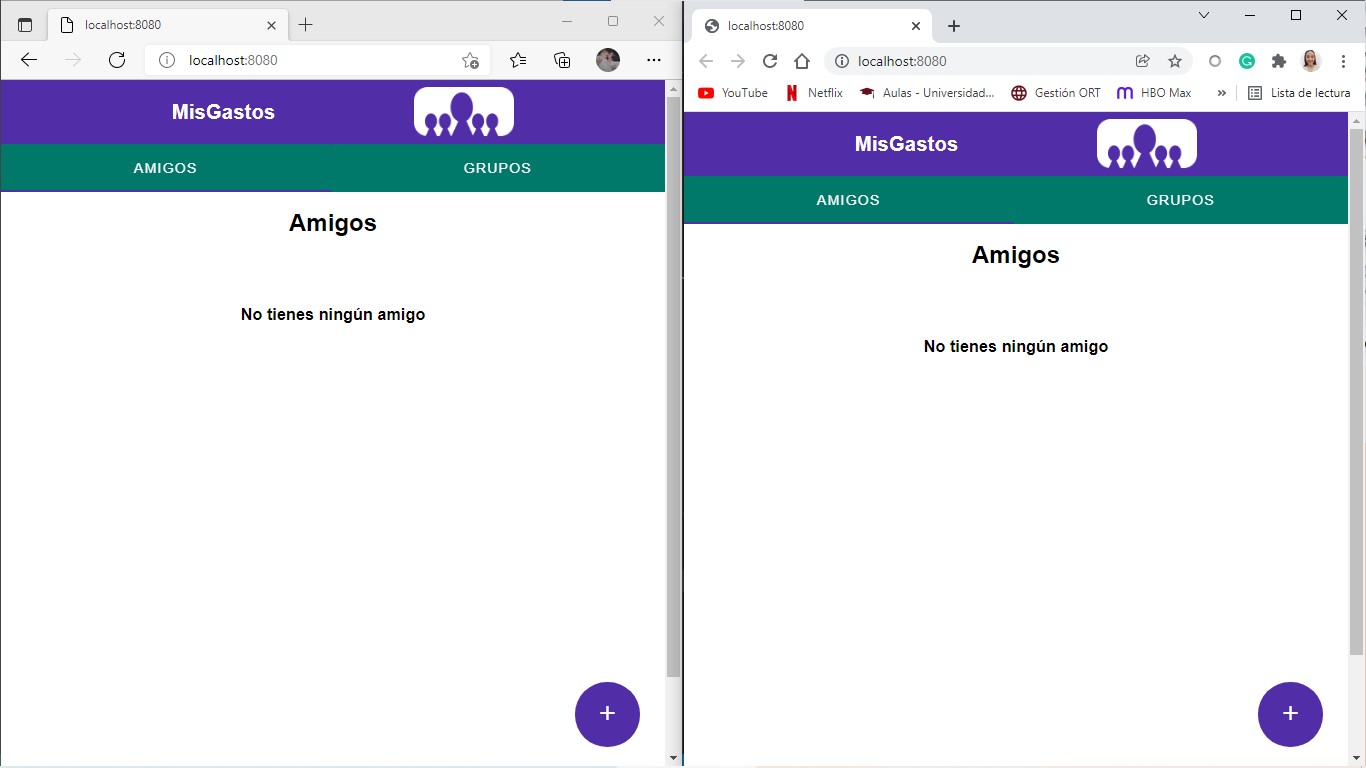 localhost:8080
localhost:8080
MisGastos
AMIGOS GRUPOS
Amigos
No tienes ningún amigo
+
localhost:8080
localhost:8080
YouTube Netflix Aulas - Universidad... Gestión ORT HBO Max » Lista de lectura
MisGastos
AMIGOS GRUPOS
Amigos
No tienes ningún amigo
+